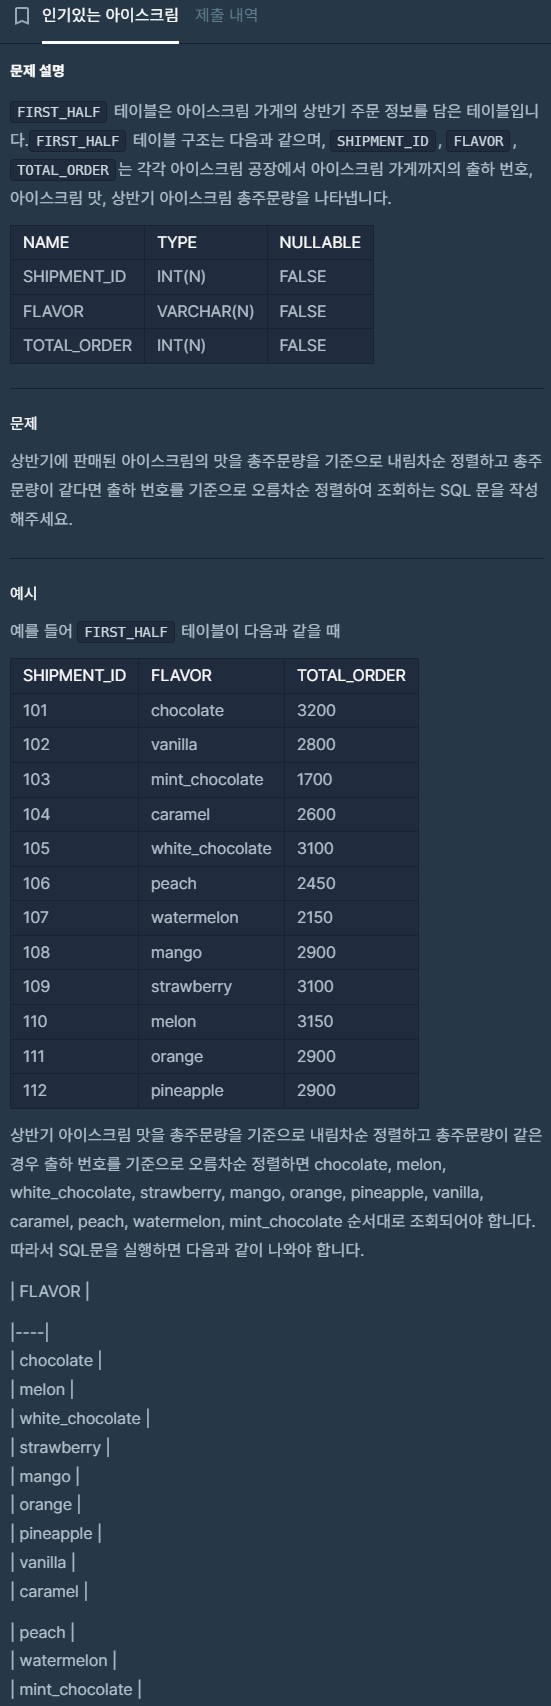 인기있는 아이스크림 제출 내역
문제 설명
FIRST_HALF 테이블은 아이스크림 가게의 상반기 주문 정보를 담은 테이블입니
다. FIRST_HALF 테이블 구조는 다음과 같으며, SHIPMENT_ID , FLAVOR ,
TOTAL_ORDER 는 각각 아이스크림 공장에서 아이스크림 가게까지의 출하 번호,
아이스크림 맛, 상반기 아이스크림 총주문량을 나타냅니다.
NAME TYPE NULLABLE
SHIPMENT_ID INT(N) FALSE
FLAVOR VARCHAR(N) FALSE
TOTAL_ORDER INT(N) FALSE
문제
상반기에 판매된 아이스크림의 맛을 총주문량을 기준으로 내림차순 정렬하고 총주
문량이 같다면 출하 번호를 기준으로 오름차순 정렬하여 조회하는 SQL 문을 작성
해주세요.
예시
예를 들어 FIRST_HALF 테이블이 다음과 같을 때
SHIPMENT_ID FLAVOR TOTAL_ORDER
101 chocolate 3200
102 vanilla 2800
103 mint_chocolate 1700
104 caramel 2600
105 white_chocolate 3100
106 peach 2450
107 watermelon 2150
108 mango 2900
109 strawberry 3100
110 melon 3150
111 orange 2900
112 pineapple 2900
상반기 아이스크림 맛을 총주문량을 기준으로 내림차순 정렬하고 총주문량이 같은
경우 출하 번호를 기준으로 오름차순 정렬하면 chocolate, melon,
white_chocolate, strawberry, mango, orange, pineapple, vanilla,
caramel, peach, watermelon, mint_chocolate 순서대로 조회되어야 합니다.
따라서 SQL문을 실행하면 다음과 같이 나와야 합니다.
| FLAVOR |
|----|
| chocolate |
| melon |
| white_chocolate |
| strawberry |
| mango |
| orange |
| pineapple |
| vanilla |
| caramel |
| peach |
| watermelon |
| mint_chocolate |